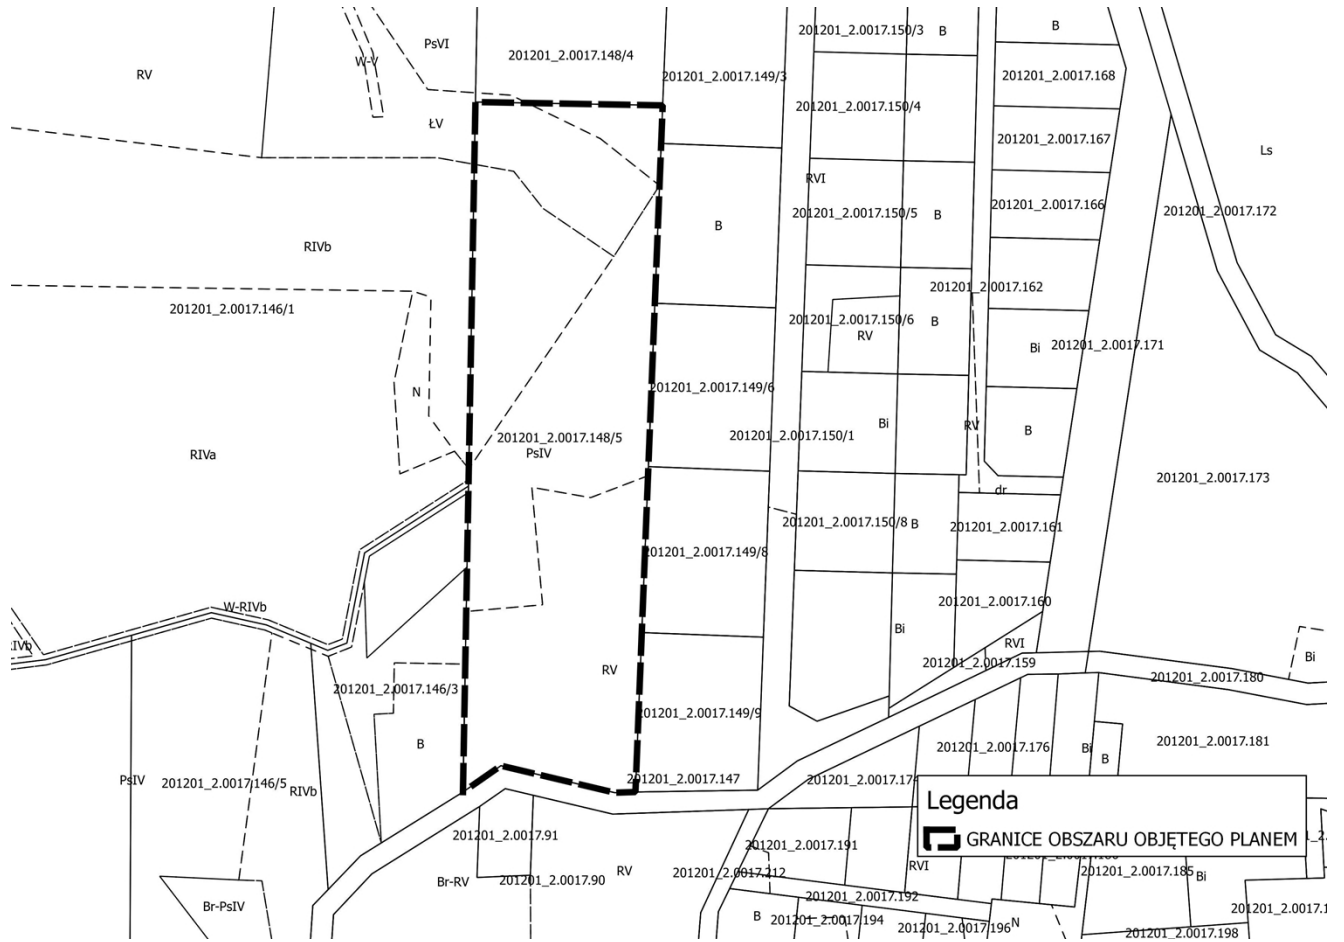 201201_2.0017.150/3
B
B
PsVI
201201_2.0017.148/4
W-V
RV
201201_2.0017.149/3
201201_2.0017.168
201201_2.0017.150/4
ŁV
201201_2.0017.167
Ls
RVI
201201_2.0017.166
201201_2.0017.150/5
B
201201_2.0017.172
B
RIVb
201201_2.0017.162
201201_2.0017.146/1
201201_2.0017.150/6
B
RV
Bi
201201_2.0017.171
N
201201_2.0017.149/6
Bi
RV
B
201201_2.0017.148/5
201201_2.0017.150/1
PsIV
RIVa
201201_2.0017.173
dr
201201_2.0017.150/8
B
201201_2.0017.161
201201_2.0017.149/8
201201_2.0017.160
W-RIVb
Bi
RVI
IVb
201201_2.0017.159
Bi
RV
201201_2.0017.180
201201_2.0017.146/3
201201_2.0017.149/9
B
201201_2.0017.176
Bi
B
201201_2.0017.181
PsIV
201201_2.0017.146/5
RIVb
201201_2.0017.147
201201_2.0017.174
Legenda
GRANICE OBSZARU OBJĘTEGO PLANEM
201201_2.0017.91
201201_2.0017.191
RVI
201201_2.0017.212
201201_2.0017.185
Bi
Br-RV
201201_2.0017.90
RV
201201_2.0017.192
Br-PsIV
B
201201_2.0017.194
201201_2.0017.196
N
201201_2.0017.198
201201_2.0017.1